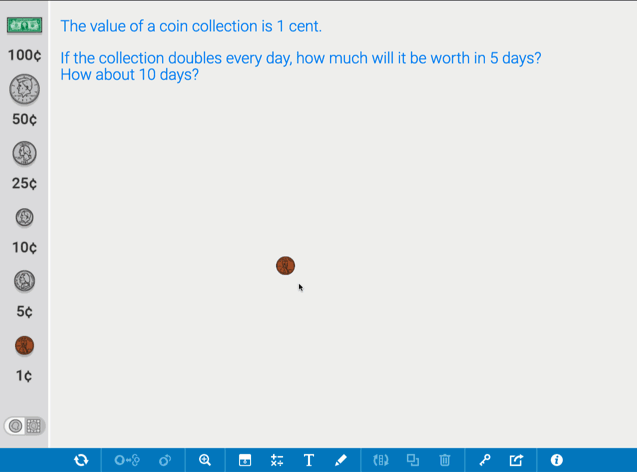 The value of a coin collection is 1 cent.
If the collection doubles every day, how much will it be worth in 5 days?
How about 10 days?
100¢
50¢
25¢
10¢
5¢
1¢